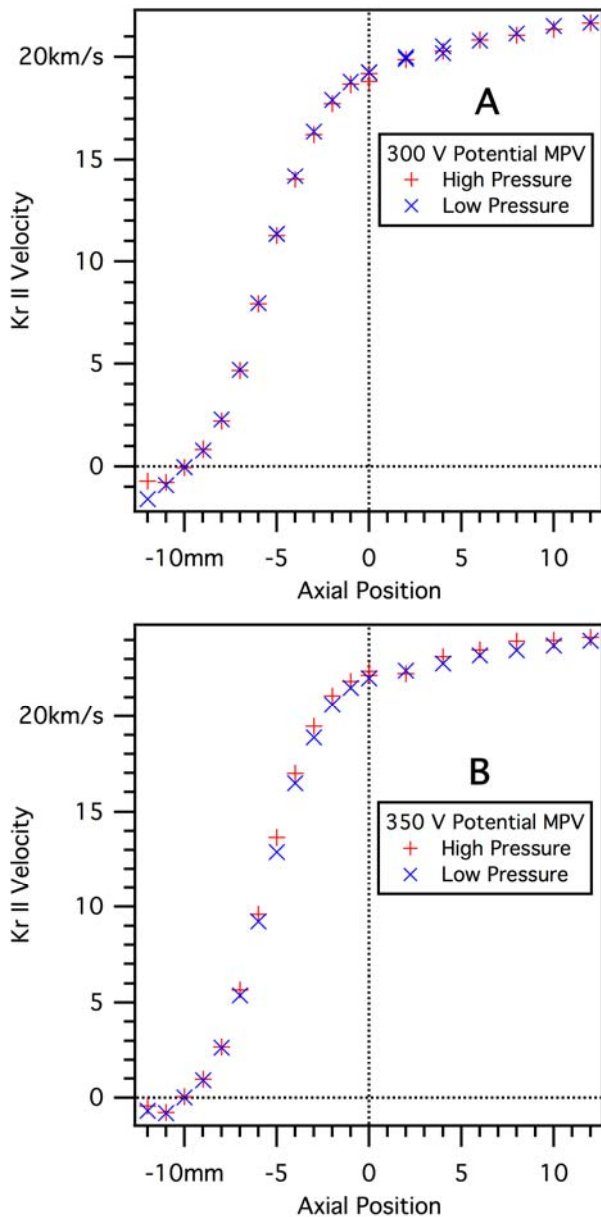 20km/s
A
300 V Potential MPV
+ High Pressure
× Low Pressure
15
10
5
0
Kr II Velocity
-10mm -5 0 5 10
Axial Position
20km/s
B
350 V Potential MPV
+ High Pressure
× Low Pressure
15
10
5
0
Kr II Velocity
-10mm -5 0 5 10
Axial Position